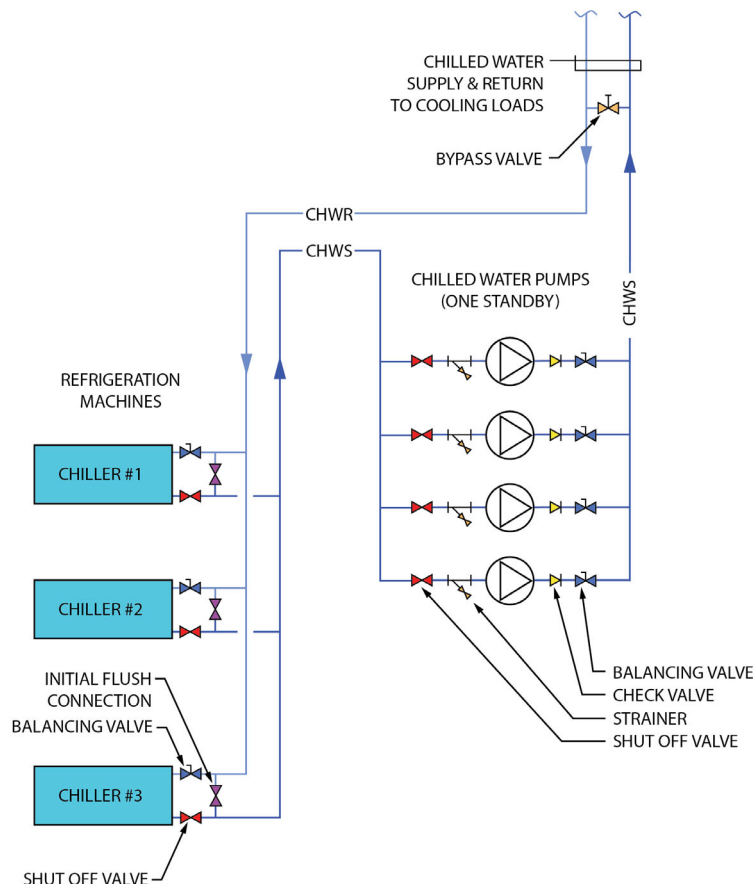 CHILLED WATER
SUPPLY & RETURN
TO COOLING LOADS
BYPASS VALVE
CHWR
CHWS
CHILLED WATER PUMPS
(ONE STANDBY)
CHWS
REFRIGERATION
MACHINES
CHILLER #1
CHILLER #2
INITIAL FLUSH
CONNECTION
BALANCING VALVE
CHILLER #3
SHUT OFF VALVE
BALANCING VALVE
CHECK VALVE
STRAINER
SHUT OFF VALVE